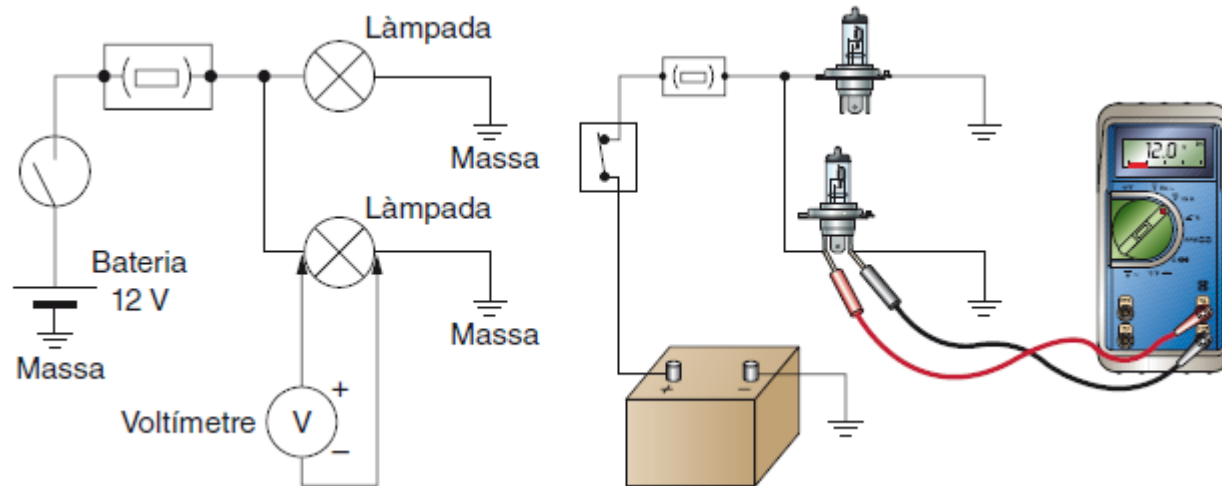 Làmpada
Massa
Làmpada
Bateria
12 V
Massa
Massa
Voltímetre
V
+
−
12.0
+
−